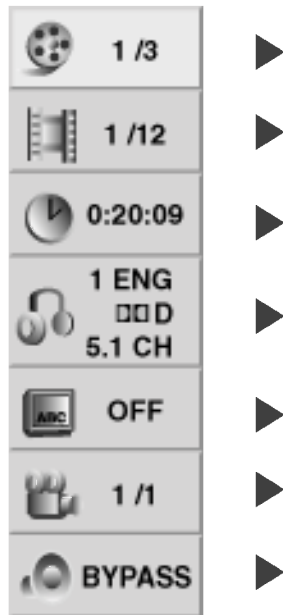 1 /3
1 /12
0:20:09
1 ENG
D
5.1 CH
ABC
OFF
1 /1
BYPASS